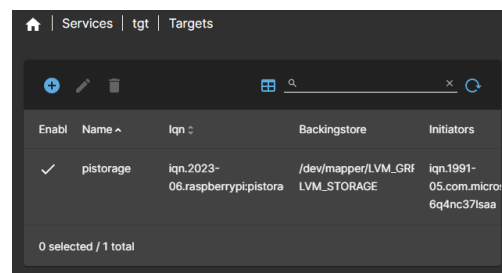 Services | tgt | Targets
Enabl Name Iqn Backingstore Initiators
pistorage iqn.2023- /dev/mapper/LVM_GRF iqn.1991-
06.raspberrypi:pistora LVM_STORAGE 05.com.micros
6q4nc37lsaa
0 selected / 1 total